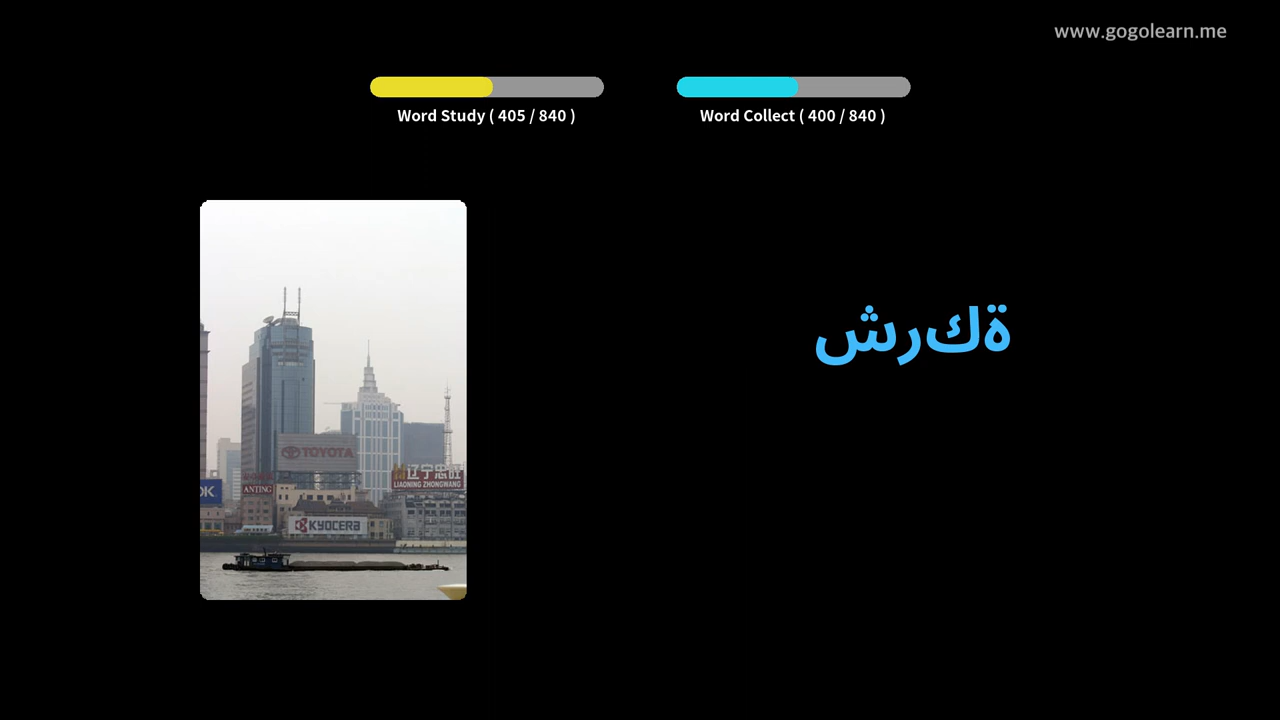 www.gogolearn.me
Word Study ( 405 / 840 )
Word Collect ( 400 / 840 )
شركة
TOYOTA
辽宁忠旺
LIAONING ZHONGWANG
OK
ANTING
KYOCERA